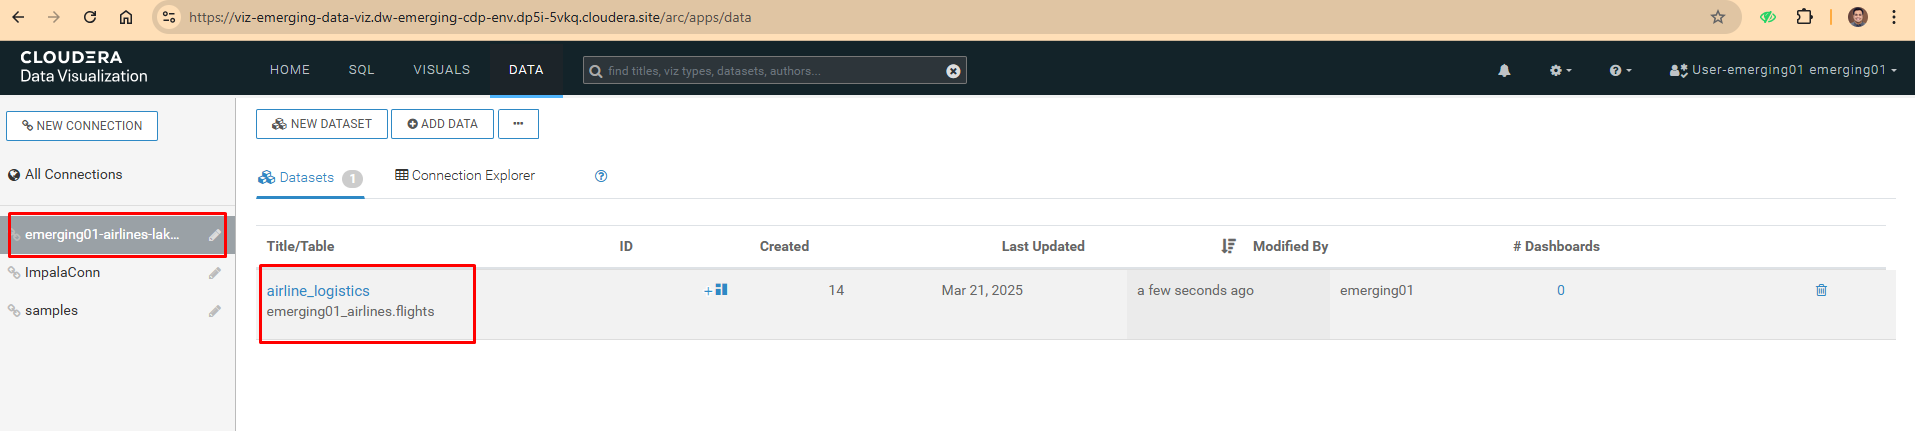 https://viz-emerging-data-viz.dw-emerging-cdp-env.dp5i-5vkq.cloudera.site/arc/apps/data
CLOUDERA
Data Visualization
HOME SQL VISUALS DATA
find titles, viz types, datasets, authors...
User-emerging01 emerging01
NEW CONNECTION
All Connections
emerging01-airlines-lak...
ImpalaConn
samples
NEW DATASET ADD DATA ...
Datasets 1 Connection Explorer
Title/Table ID Created Last Updated Modified By # Dashboards
airline_logistics + 14 Mar 21, 2025 a few seconds ago emerging01 0
emerging01_airlines.flights